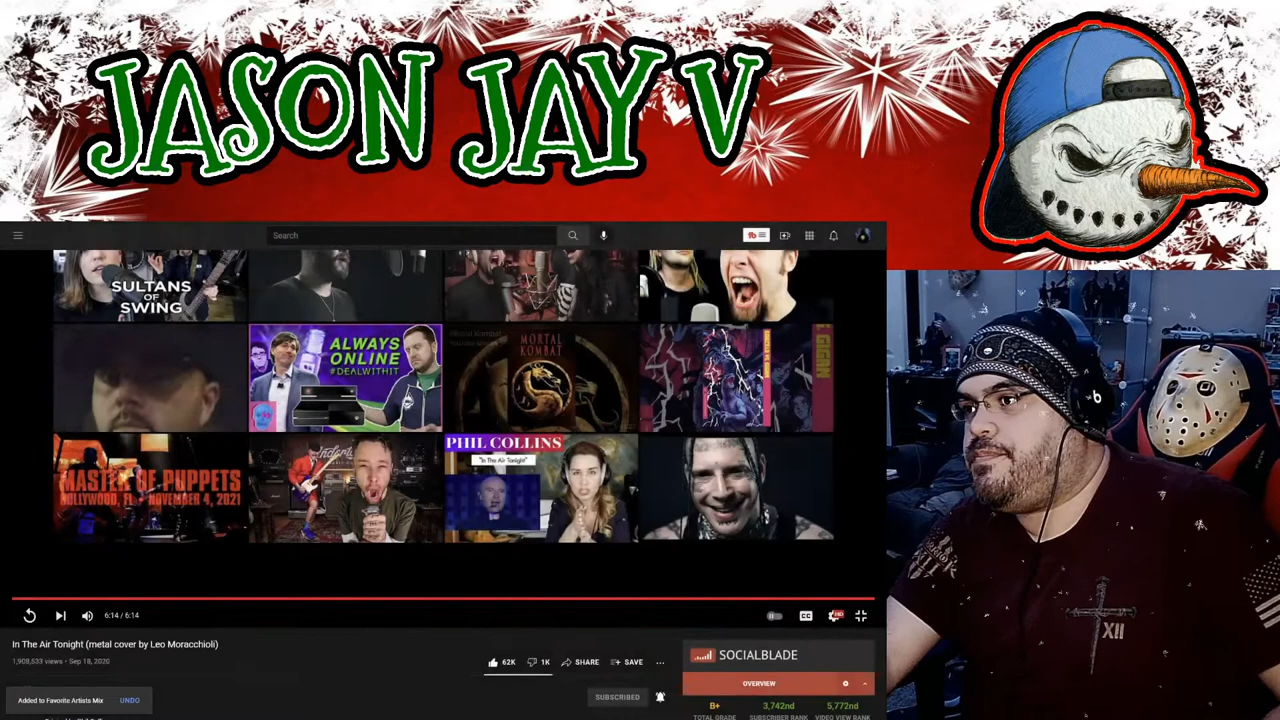 JASON JAY V
Search
SULTANS
OF
SWING
ALWAYS
ONLINE
#DEALWITHIT
MORTAL
KOMBAT
MASTER OF PUPPETS
HOLLYWOOD, FL • NOVEMBER 4, 2021
PHIL COLLINS
"In The Air Tonight"
6:14 / 6:14
CC
HD
In The Air Tonight (metal cover by Leo Moracchioli)
1,908,533 views • Sep 18, 2020
62K
1K
SHARE
SAVE
SOCIALBLADE
OVERVIEW
Added to Favorite Artists Mix
UNDO
SUBSCRIBED
B+
3,742nd
5,772nd
TOTAL GRADE
SUBSCRIBER RANK
VIDEO VIEW RANK
XII